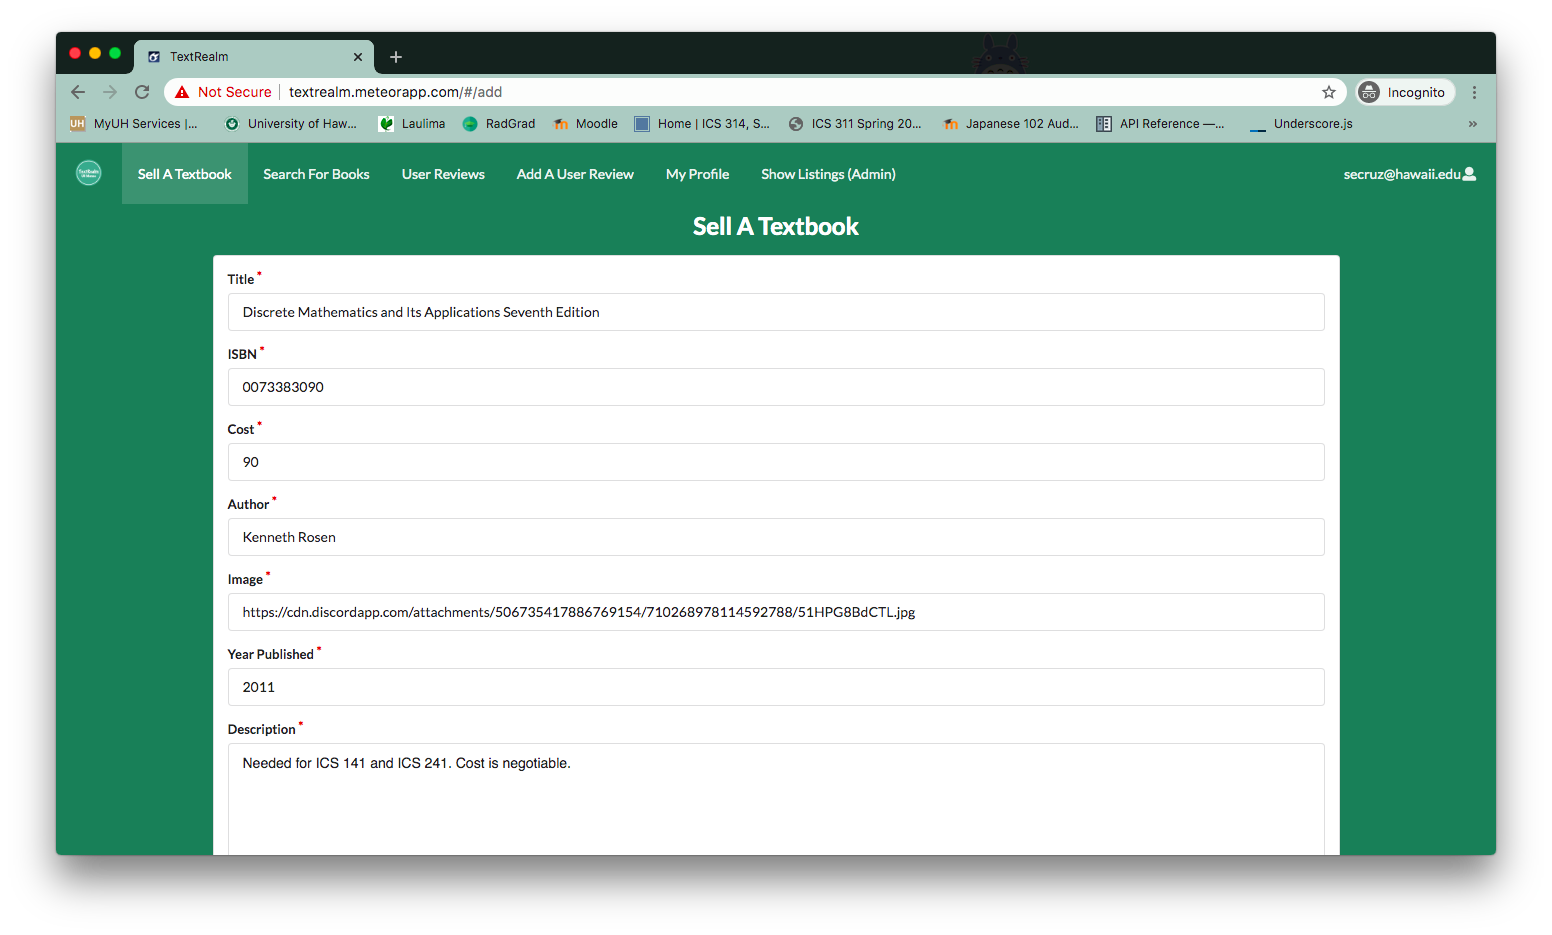 TextRealm
Not Secure textrealm.meteorapp.com/#/add Incognito
UH MyUH Services |... University of Haw... Laulima RadGrad Moodle Home | ICS 314, S... ICS 311 Spring 20... Japanese 102 Aud... API Reference —... Underscore.js »
TextRealm Sell A Textbook Search For Books User Reviews Add A User Review My Profile Show Listings (Admin) secruz@hawaii.edu
Sell A Textbook
Title *
Discrete Mathematics and Its Applications Seventh Edition
ISBN *
0073383090
Cost *
90
Author *
Kenneth Rosen
Image *
https://cdn.discordapp.com/attachments/506735417886769154/710268978114592788/51HPG8BdCTL.jpg
Year Published *
2011
Description *
Needed for ICS 141 and ICS 241. Cost is negotiable.